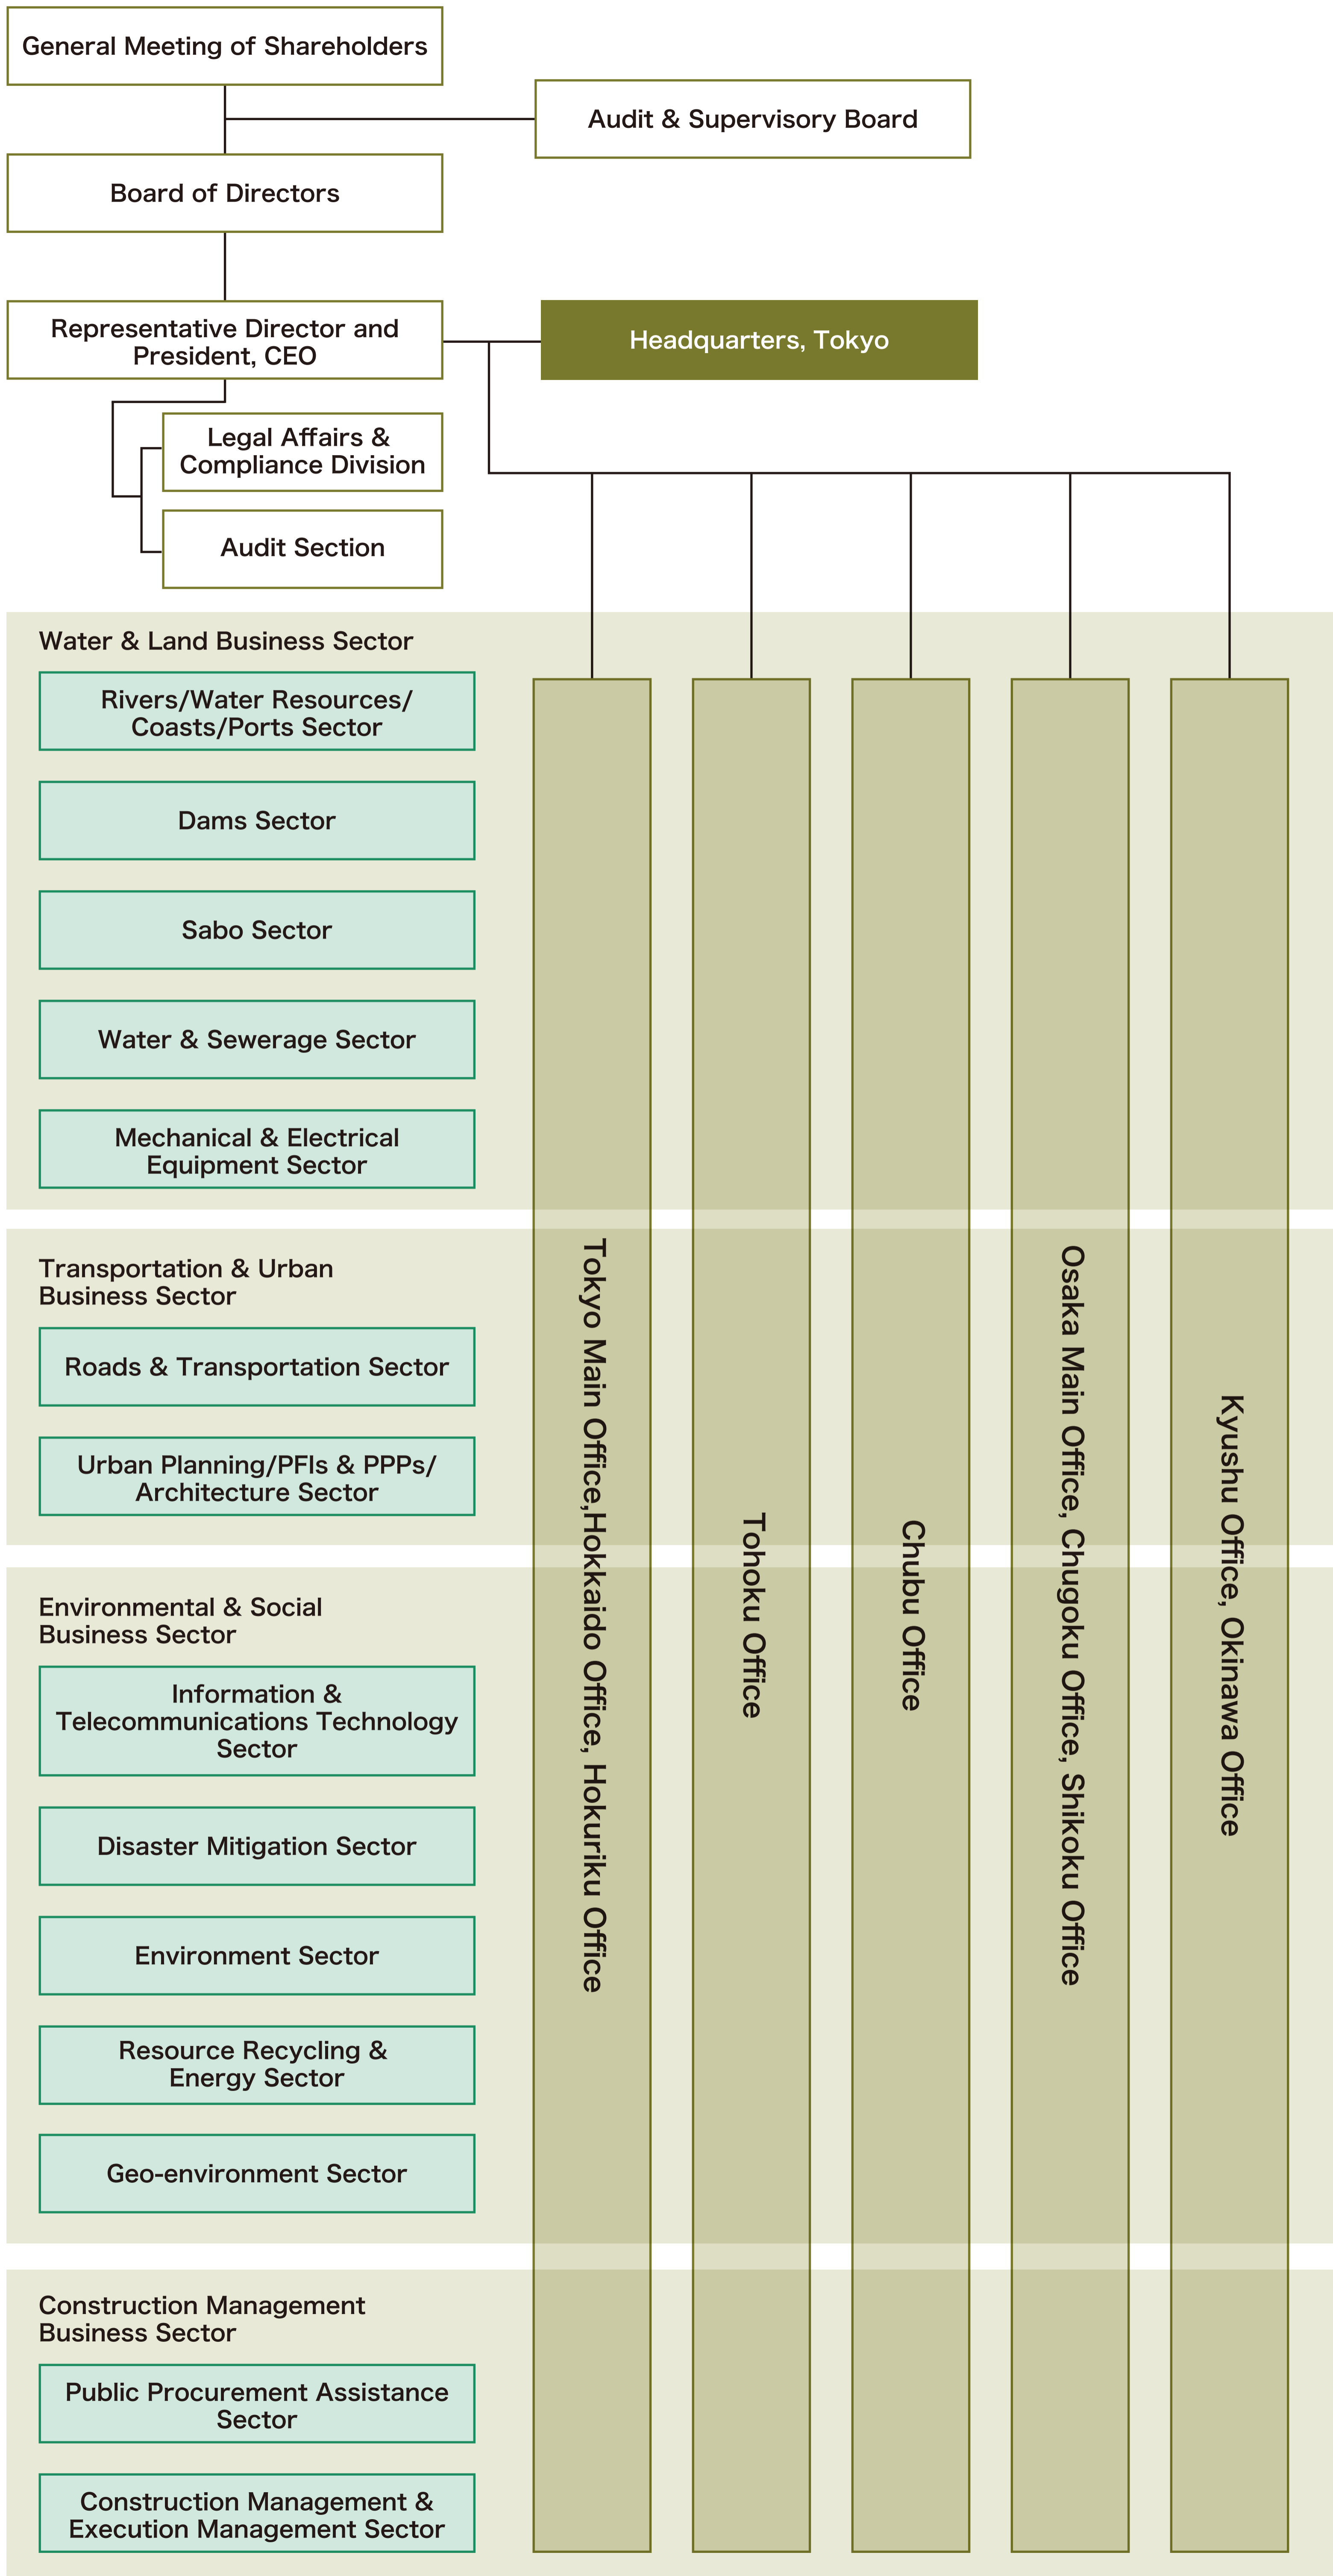 General Meeting of Shareholders
Audit & Supervisory Board
Board of Directors
Representative Director and
President, CEO
Headquarters, Tokyo
Legal Affairs &
Compliance Division
Audit Section
Water & Land Business Sector
Rivers/Water Resources/
Coasts/Ports Sector
Dams Sector
Sabo Sector
Water & Sewerage Sector
Mechanical & Electrical
Equipment Sector
Transportation & Urban
Business Sector
Roads & Transportation Sector
Urban Planning/PFIs & PPPs/
Architecture Sector
Environmental & Social
Business Sector
Information &
Telecommunications Technology
Sector
Disaster Mitigation Sector
Environment Sector
Resource Recycling &
Energy Sector
Geo-environment Sector
Construction Management
Business Sector
Public Procurement Assistance
Sector
Construction Management &
Execution Management Sector
Tokyo Main Office,Hokkaido Office, Hokuriku Office
Tohoku Office
Chubu Office
Osaka Main Office, Chugoku Office, Shikoku Office
Kyushu Office, Okinawa Office